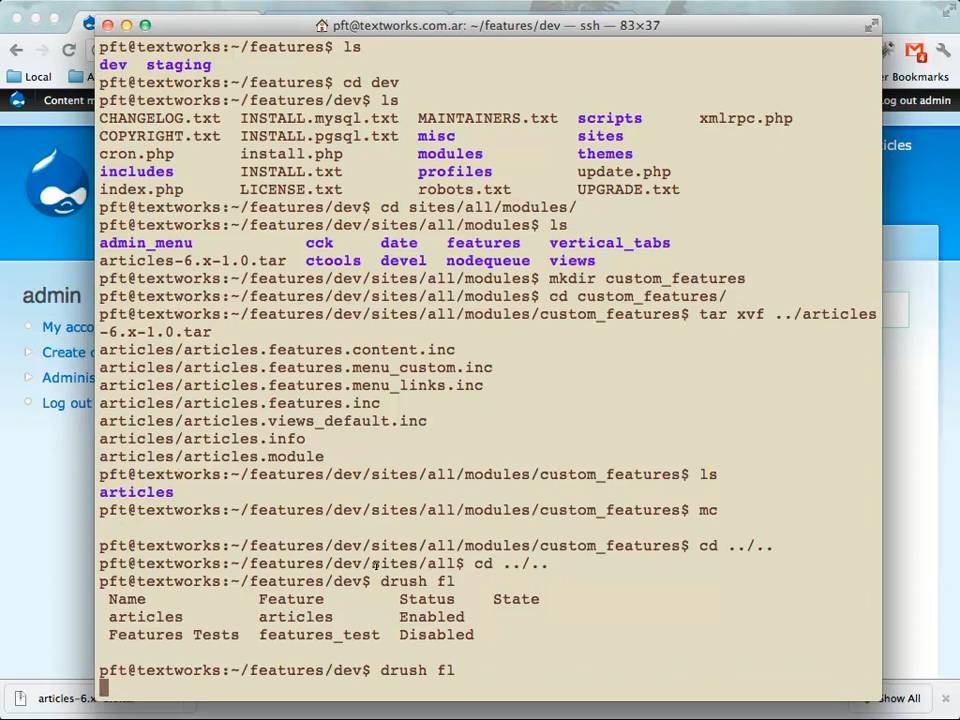 pft@textworks.com.ar: ~/features/dev — ssh — 83×37
pft@textworks:~/features$ ls
dev staging
pft@textworks:~/features$ cd dev
pft@textworks:~/features/dev$ ls
CHANGELOG.txt INSTALL.mysql.txt MAINTAINERS.txt scripts xmlrpc.php
COPYRIGHT.txt INSTALL.pgsql.txt misc sites
cron.php install.php modules themes
includes INSTALL.txt profiles update.php
index.php LICENSE.txt robots.txt UPGRADE.txt
pft@textworks:~/features/dev$ cd sites/all/modules/
pft@textworks:~/features/dev/sites/all/modules$ ls
admin_menu cck date features vertical_tabs
articles-6.x-1.0.tar ctools devel nodequeue views
pft@textworks:~/features/dev/sites/all/modules$ mkdir custom_features
pft@textworks:~/features/dev/sites/all/modules$ cd custom_features/
pft@textworks:~/features/dev/sites/all/modules/custom_features$ tar xvf ../articles
-6.x-1.0.tar
articles/articles.features.content.inc
articles/articles.features.menu_custom.inc
articles/articles.features.menu_links.inc
articles/articles.features.inc
articles/articles.views_default.inc
articles/articles.info
articles/articles.module
pft@textworks:~/features/dev/sites/all/modules/custom_features$ ls
articles
pft@textworks:~/features/dev/sites/all/modules/custom_features$ mc
pft@textworks:~/features/dev/sites/all/modules/custom_features$ cd ../..
pft@textworks:~/features/dev/sites/all$ cd ../..
pft@textworks:~/features/dev$ drush fl
Name Feature Status State
articles articles Enabled
Features Tests features_test Disabled
pft@textworks:~/features/dev$ drush fl
Local
Bookmarks
4
Content m
out admin
admin
My acco
Create c
Adminis
Log out
articles-6.x
Show All